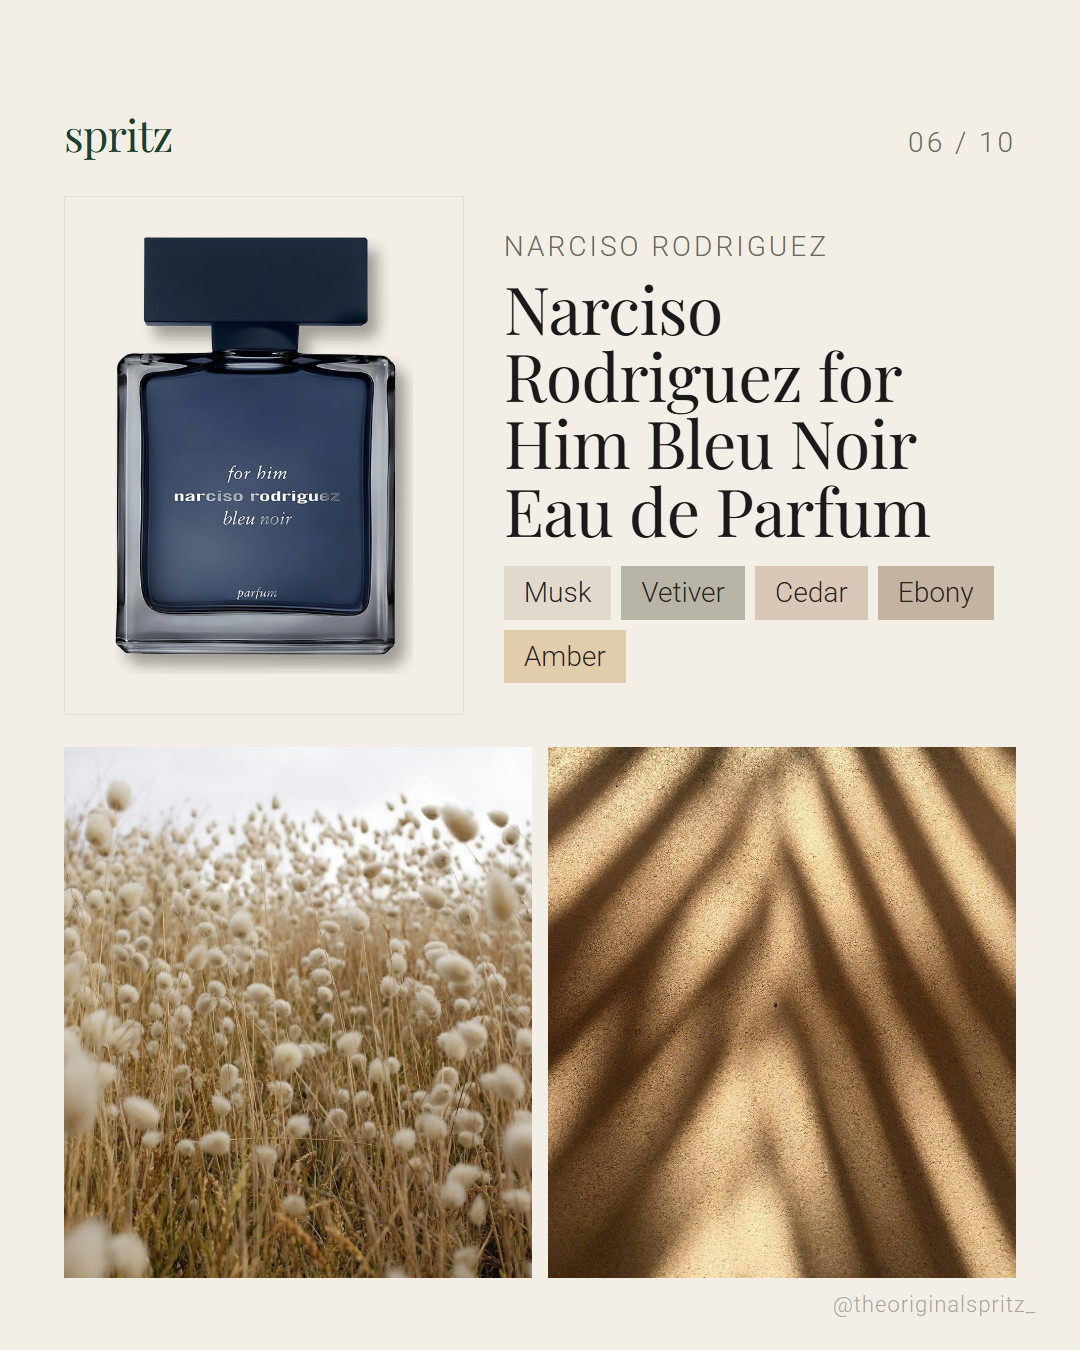 spritz
06 / 10
for him
narciso rodriguez
bleu noir
parfum
NARCISO RODRIGUEZ
Narciso
Rodriguez for
Him Bleu Noir
Eau de Parfum
Musk Vetiver Cedar Ebony
Amber
@theoriginalspritz_